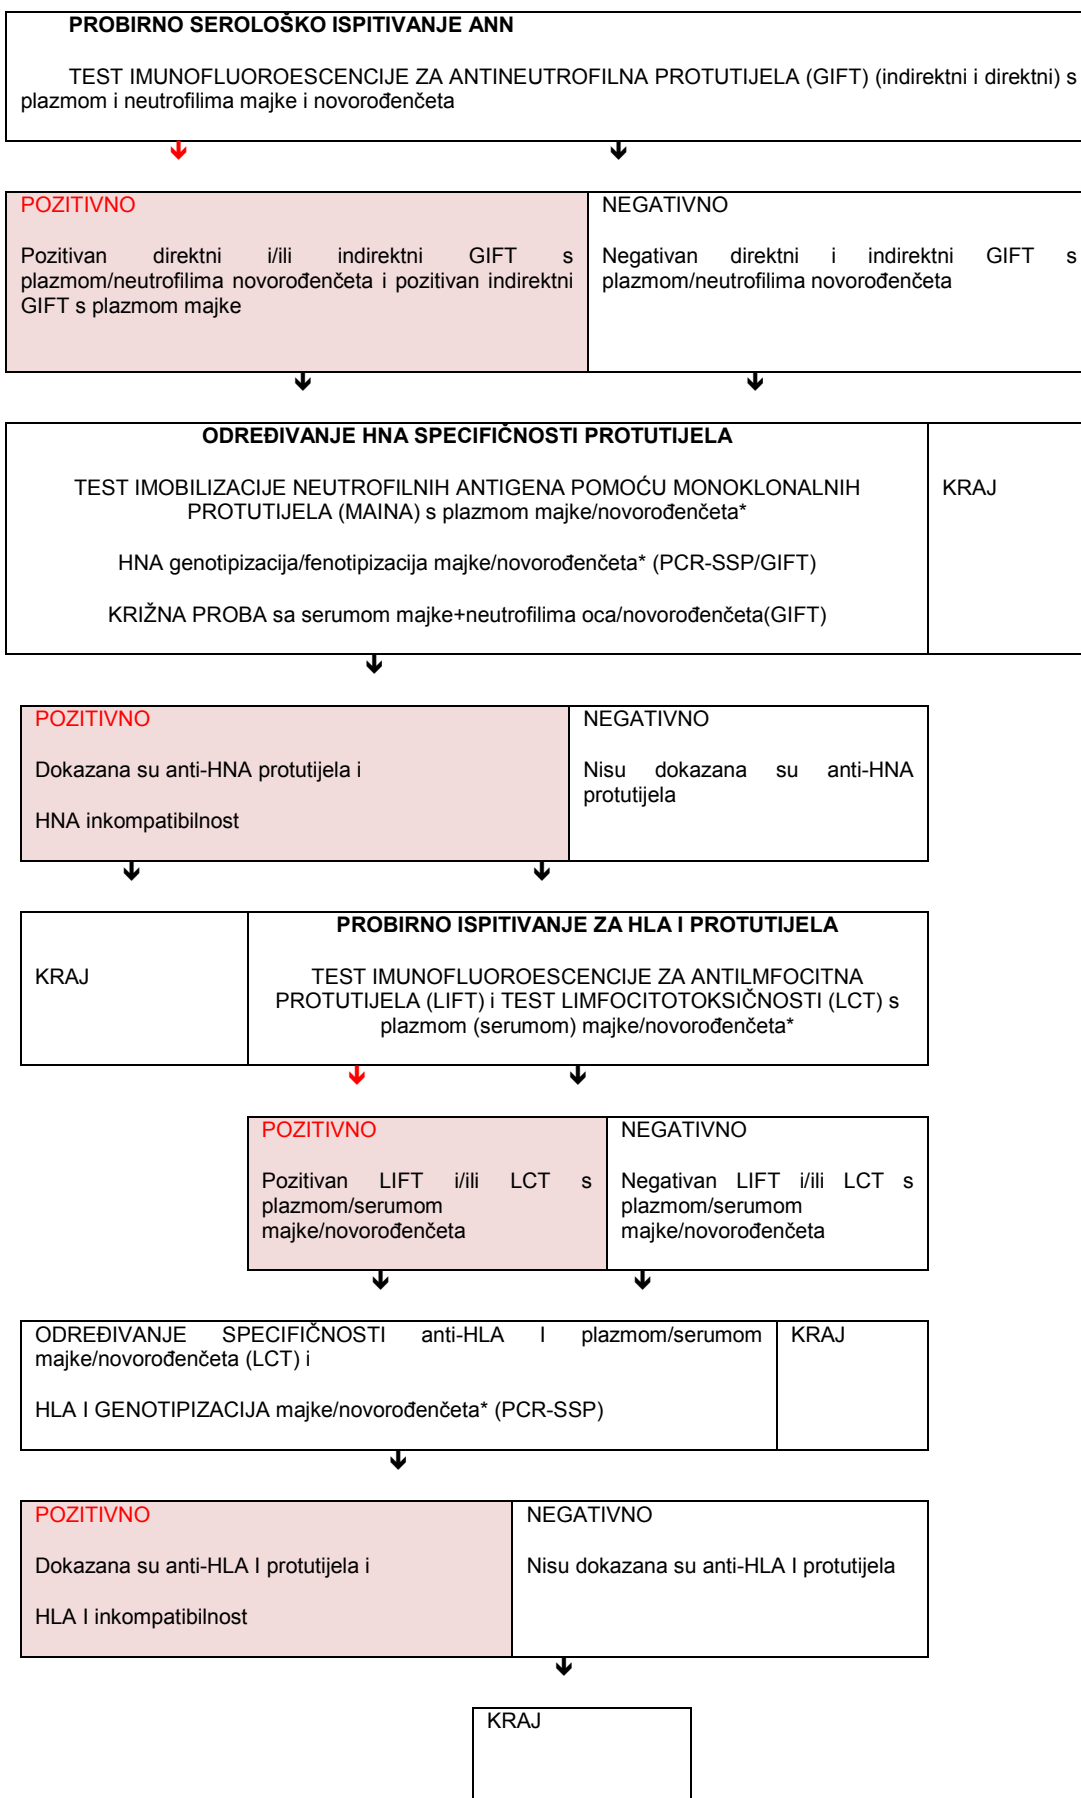 PROBIRNO SEROLOŠKO ISPITIVANJE ANN
TEST IMUNOFLUOROESCENCIJE ZA ANTINEUTROFILNA PROTUTIJELA (GIFT) (indirektni i direktni) s
plazmom i neutrofilima majke i novorođenčeta
POZITIVNO
Pozitivan direktni i/ili indirektni GIFT s
plazmom/neutrofilima novorođenčeta i pozitivan indirektni
GIFT s plazmom majke
NEGATIVNO
Negativan direktni i indirektni GIFT s
plazmom/neutrofilima novorođenčeta
ODREĐIVANJE HNA SPECIFIČNOSTI PROTUTIJELA
TEST IMOBILIZACIJE NEUTROFILNIH ANTIGENA POMOĆU MONOKLONALNIH
PROTUTIJELA (MAINA) s plazmom majke/novorođenčeta*
HNA genotipizacija/fenotipizacija majke/novorođenčeta* (PCR-SSP/GIFT)
KRIŽNA PROBA sa serumom majke+neutrofilima oca/novorođenčeta(GIFT)
KRAJ
POZITIVNO
Dokazana su anti-HNA protutijela i
HNA inkompatibilnost
NEGATIVNO
Nisu dokazana su anti-HNA
protutijela
KRAJ
PROBIRNO ISPITIVANJE ZA HLA I PROTUTIJELA
TEST IMUNOFLUOROESCENCIJE ZA ANTILMFOCITNA
PROTUTIJELA (LIFT) i TEST LIMFOCITOTOKSIČNOSTI (LCT) s
plazmom (serumom) majke/novorođenčeta*
POZITIVNO
Pozitivan LIFT i/ili LCT s
plazmom/serumom
majke/novorođenčeta
NEGATIVNO
Negativan LIFT i/ili LCT s
plazmom/serumom
majke/novorođenčeta
ODREĐIVANJE SPECIFIČNOSTI anti-HLA I plazmom/serumom
majke/novorođenčeta (LCT) i
HLA I GENOTIPIZACIJA majke/novorođenčeta* (PCR-SSP)
KRAJ
POZITIVNO
Dokazana su anti-HLA I protutijela i
HLA I inkompatibilnost
NEGATIVNO
Nisu dokazana su anti-HLA I protutijela
KRAJ